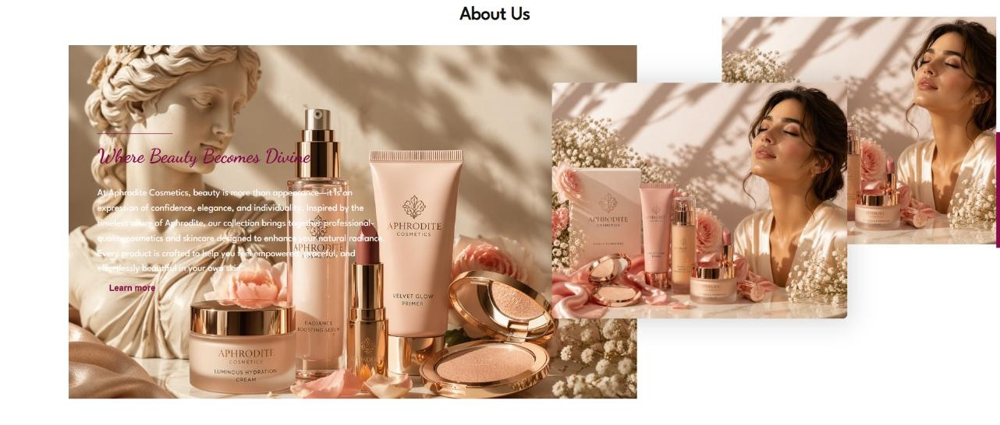 About Us
Where Beauty Becomes Divine
At Aphrodite Cosmetics, beauty is more than appearance—it is an
expression of confidence, elegance, and individuality. Inspired by the
timeless allure of Aphrodite, our collection brings together professional-
quality cosmetics and skincare designed to enhance your natural radiance.
Every product is crafted to help you feel empowered, graceful, and
effortlessly beautiful in your own skin.
Learn more
APHRODITE
COSMETICS
VELVET GLOW
PRIMER
APHRODITE
RADIANCE
BOOSTING SERUM
APHRODITE
COSMETICS
LUMINOUS HYDRATION
CREAM
APHRODITE
COSMETICS